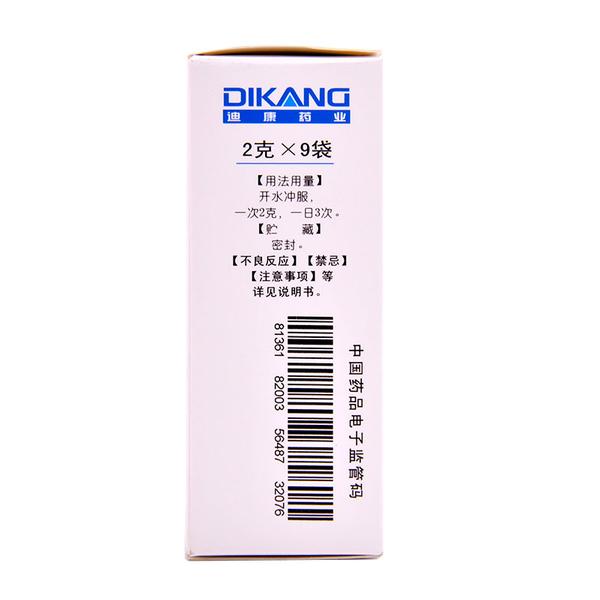 DIKANG
迪康药业
2克×9袋
【用法用量】
开水冲服,
一次2克,一日3次。
【贮 藏】
密封。
【不良反应】【禁忌】
【注意事项】等
详见说明书。
81361 82003 56487 32076
中国药品电子监管码